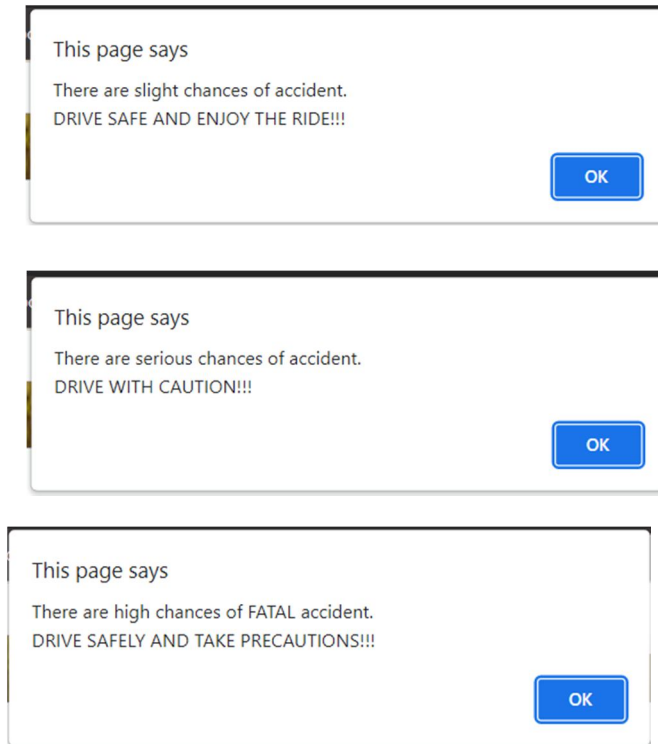 This page says
There are slight chances of accident.
DRIVE SAFE AND ENJOY THE RIDE!!!
OK
This page says
There are serious chances of accident.
DRIVE WITH CAUTION!!!
OK
This page says
There are high chances of FATAL accident.
DRIVE SAFELY AND TAKE PRECAUTIONS!!!
OK